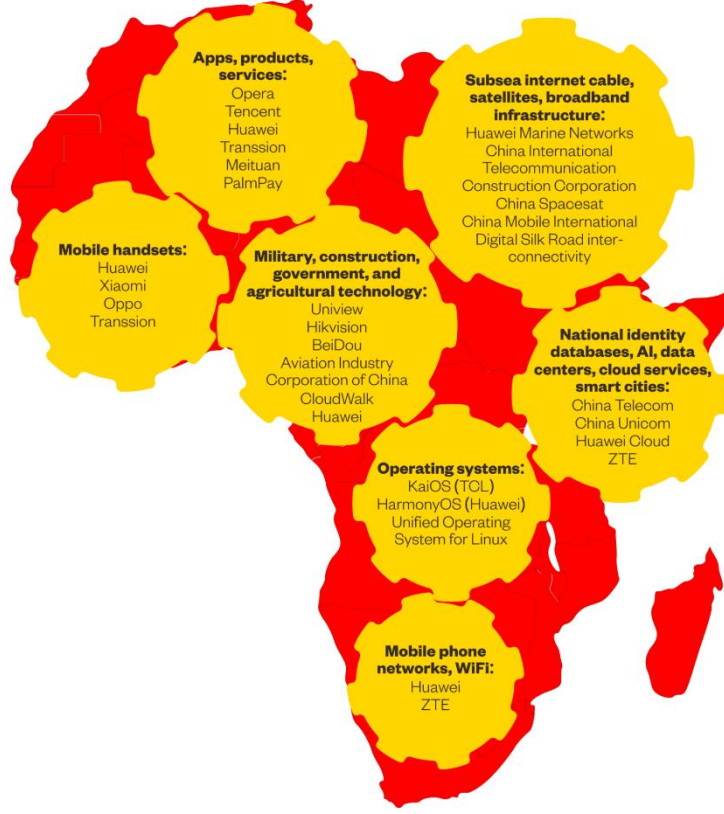 Apps, products,
services:
Opera
Tencent
Huawei
Transsion
Meituan
PalmPay
Subsea internet cable,
satellites, broadband
infrastructure:
Huawei Marine Networks
China International
Telecommunication
Construction Corporation
China Spacesat
China Mobile International
Digital Silk Road inter-
connectivity
Mobile handsets:
Huawei
Xiaomi
Oppo
Transsion
Military, construction,
government, and
agricultural technology:
Uniview
Hikvision
BeiDou
Aviation Industry
Corporation of China
CloudWalk
Huawei
National identity
databases, AI, data
centers, cloud services,
smart cities:
China Telecom
China Unicom
Huawei Cloud
ZTE
Operating systems:
KaiOS (TCL)
HarmonyOS (Huawei)
Unified Operating
System for Linux
Mobile phone
networks, WiFi:
Huawei
ZTE